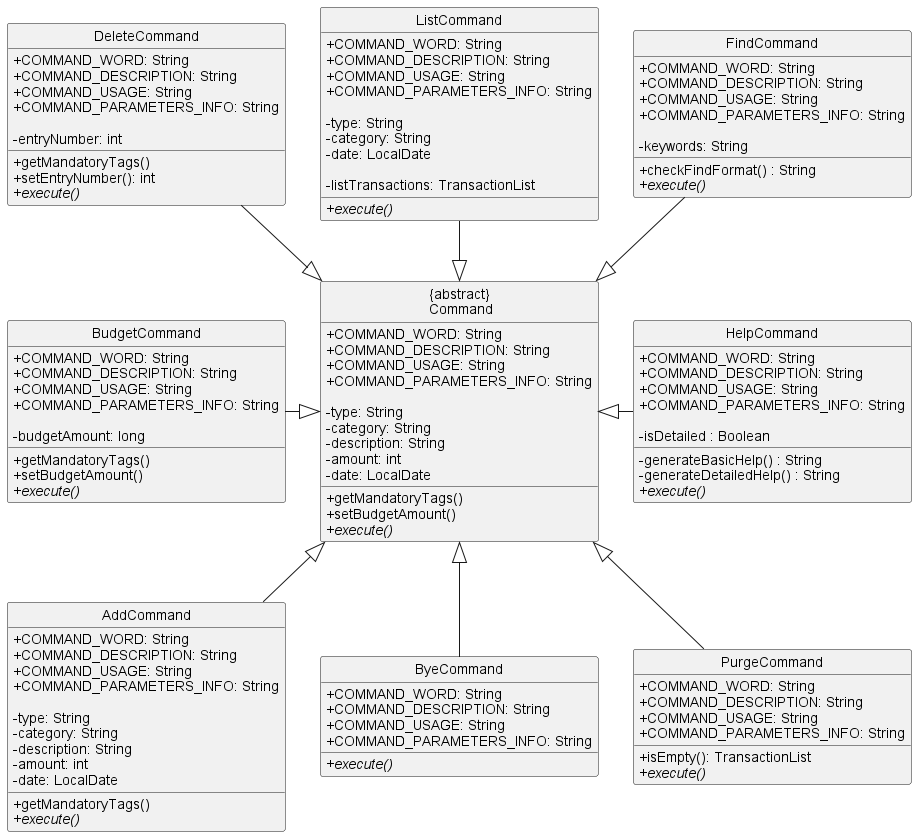 DeleteCommand
+COMMAND_WORD: String
+COMMAND_DESCRIPTION: String
+COMMAND_USAGE: String
+COMMAND_PARAMETERS_INFO: String
-entryNumber: int
+getMandatoryTags()
+setEntryNumber(): int
+execute()
ListCommand
+COMMAND_WORD: String
+COMMAND_DESCRIPTION: String
+COMMAND_USAGE: String
+COMMAND_PARAMETERS_INFO: String
-type: String
-category: String
-date: LocalDate
-listTransactions: TransactionList
+execute()
FindCommand
+COMMAND_WORD: String
+COMMAND_DESCRIPTION: String
+COMMAND_USAGE: String
+COMMAND_PARAMETERS_INFO: String
-keywords: String
+checkFindFormat() : String
+execute()
BudgetCommand
+COMMAND_WORD: String
+COMMAND_DESCRIPTION: String
+COMMAND_USAGE: String
+COMMAND_PARAMETERS_INFO: String
-budgetAmount: long
+getMandatoryTags()
+setBudgetAmount()
+execute()
{abstract}
Command
+COMMAND_WORD: String
+COMMAND_DESCRIPTION: String
+COMMAND_USAGE: String
+COMMAND_PARAMETERS_INFO: String
-type: String
-category: String
-description: String
-amount: int
-date: LocalDate
+getMandatoryTags()
+setBudgetAmount()
+execute()
HelpCommand
+COMMAND_WORD: String
+COMMAND_DESCRIPTION: String
+COMMAND_USAGE: String
+COMMAND_PARAMETERS_INFO: String
-isDetailed : Boolean
-generateBasicHelp() : String
-generateDetailedHelp() : String
+execute()
AddCommand
+COMMAND_WORD: String
+COMMAND_DESCRIPTION: String
+COMMAND_USAGE: String
+COMMAND_PARAMETERS_INFO: String
-type: String
-category: String
-description: String
-amount: int
-date: LocalDate
+getMandatoryTags()
+execute()
ByeCommand
+COMMAND_WORD: String
+COMMAND_DESCRIPTION: String
+COMMAND_USAGE: String
+COMMAND_PARAMETERS_INFO: String
+execute()
PurgeCommand
+COMMAND_WORD: String
+COMMAND_DESCRIPTION: String
+COMMAND_USAGE: String
+COMMAND_PARAMETERS_INFO: String
+isEmpty(): TransactionList
+execute()